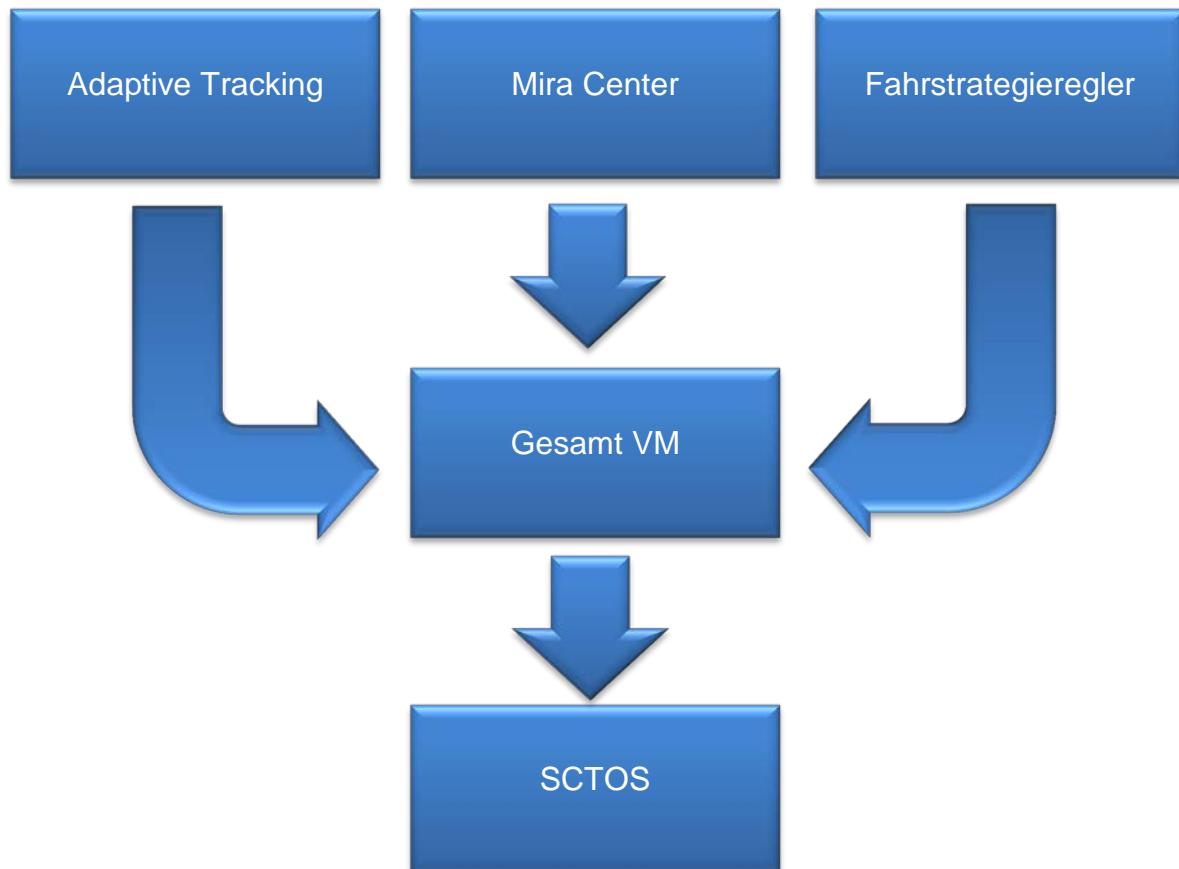 Adaptive Tracking
Mira Center
Fahrstrategieregler
Gesamt VM
SCTOS